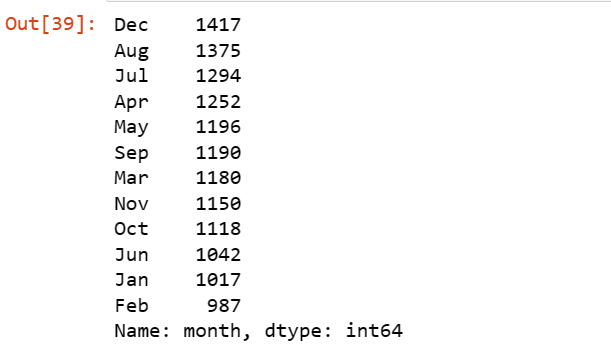 Out[39]: Dec 1417
Aug 1375
Jul 1294
Apr 1252
May 1196
Sep 1190
Mar 1180
Nov 1150
Oct 1118
Jun 1042
Jan 1017
Feb 987
Name: month, dtype: int64